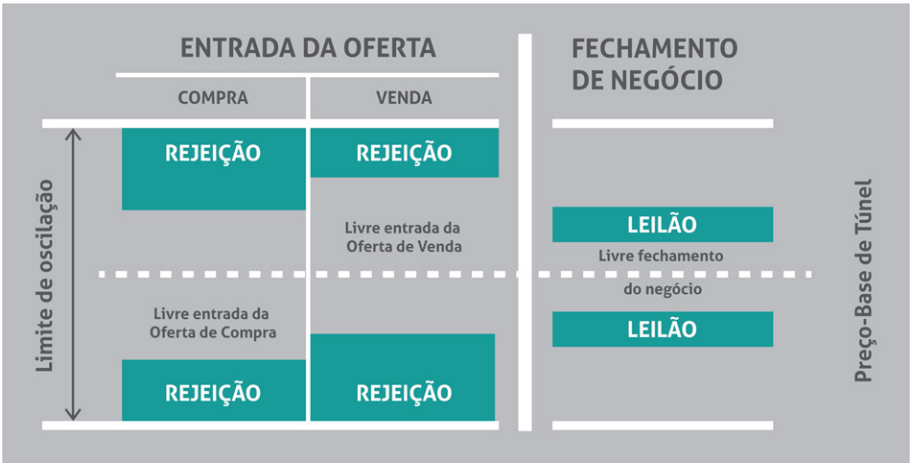 ENTRADA DA OFERTA
COMPRA
VENDA
FECHAMENTO
DE NEGÓCIO
Limite de oscilação
REJEIÇÃO
REJEIÇÃO
Livre entrada da
Oferta de Venda
Livre entrada da
Oferta de Compra
REJEIÇÃO
REJEIÇÃO
LEILÃO
Livre fechamento
do negócio
LEILÃO
Preço-Base de Túnel